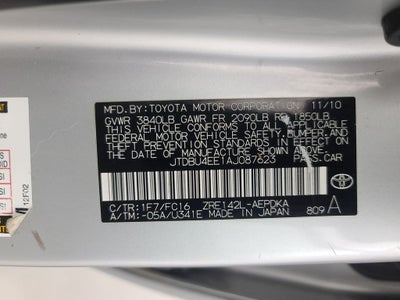 MFD. BY: TOYOTA MOTOR CORPORATION 11/10
GVWR 3840LB GAWR FR 2090LB RR 1850LB
THIS VEHICLE CONFORMS TO ALL APPLICABLE
FEDERAL MOTOR VEHICLE SAFETY, BUMPER, AND
THEFT PREVENTION STANDARDS IN EFFECT ON
THE DATE OF MANUFACTURE SHOWN ABOVE.
JTDBU4EE1AJ087623 PASS. CAR
C/TR: 1F7/FC16 ZRE142L-AEPDKA
A/TM: -05A/U341E MADE IN JAPAN 809 A
TOYOTA
12F02